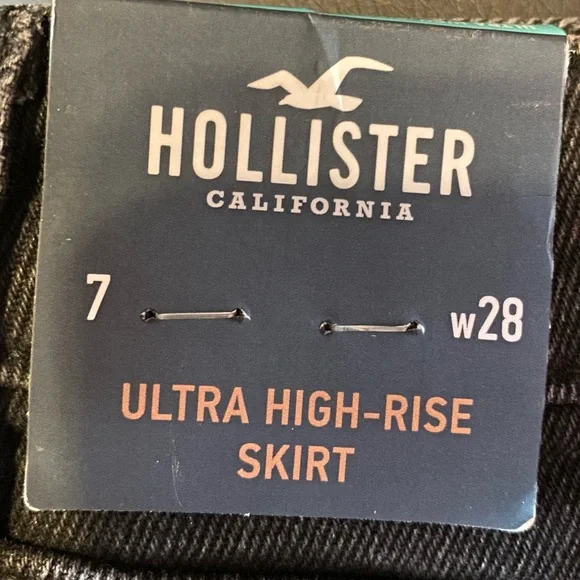 HOLLISTER
CALIFORNIA
7
w28
ULTRA HIGH-RISE
SKIRT